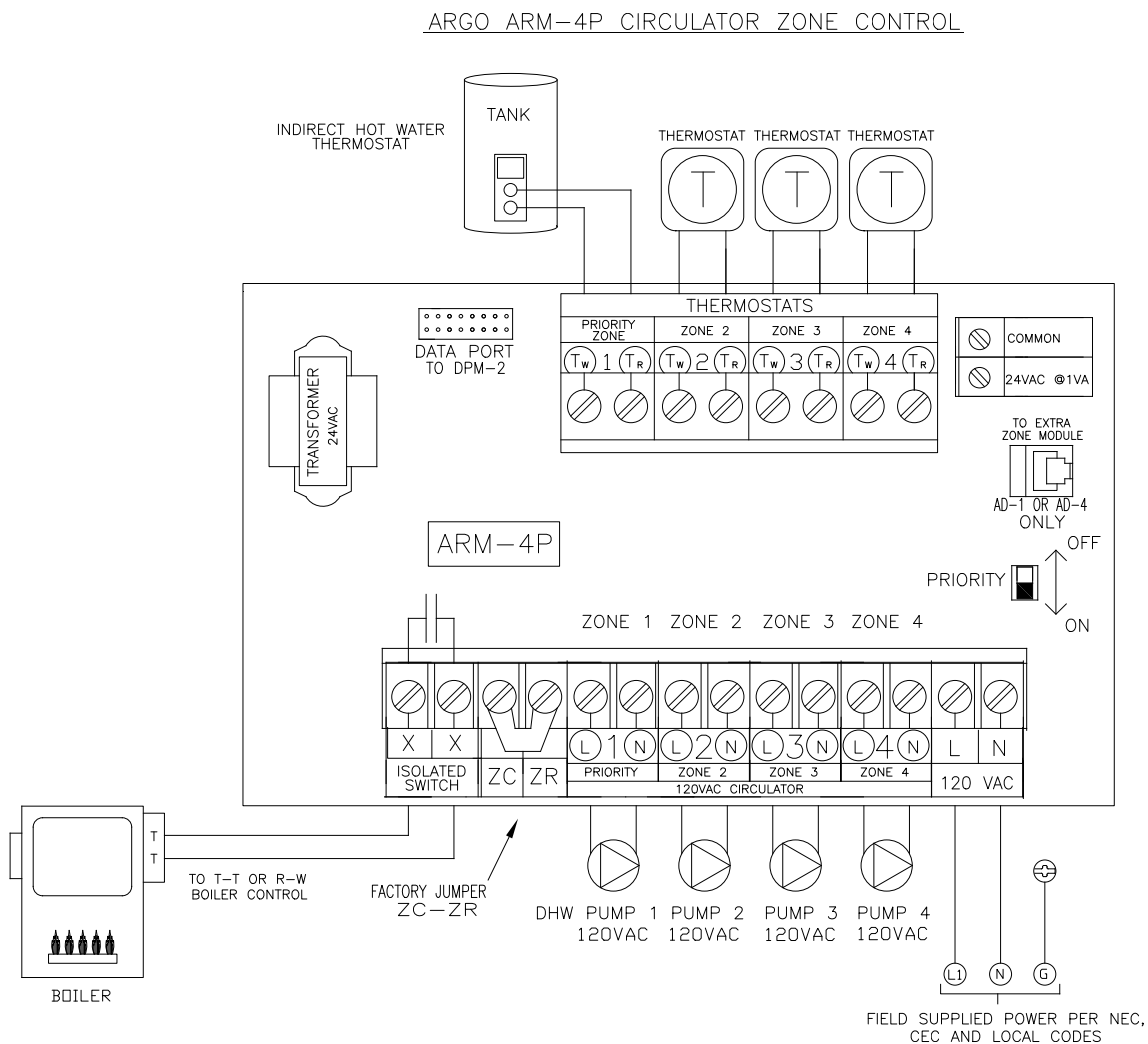 ARGO ARM-4P CIRCULATOR ZONE CONTROL
TANK
INDIRECT HOT WATER
THERMOSTAT
THERMOSTAT THERMOSTAT THERMOSTAT
T T T
THERMOSTATS
PRIORITY
ZONE
ZONE 2
ZONE 3
ZONE 4
TW 1 TR TW 2 TR TW 3 TR TW 4 TR
DATA PORT
TO DPM-2
TRANSFORMER
24VAC
COMMON
24VAC @1VA
TO EXTRA
ZONE MODULE
AD-1 OR AD-4
ONLY
ARM-4P
OFF
PRIORITY
ON
ZONE 1 ZONE 2 ZONE 3 ZONE 4
X X
ISOLATED
SWITCH
ZC ZR
L 1 N L 2 N L 3 N L 4 N
PRIORITY ZONE 2 ZONE 3 ZONE 4
120VAC CIRCULATOR
L N
120 VAC
T
T
TO T-T OR R-W
BOILER CONTROL
FACTORY JUMPER
ZC-ZR
DHW PUMP 1
120VAC
PUMP 2
120VAC
PUMP 3
120VAC
PUMP 4
120VAC
BOILER
L1 N G
FIELD SUPPLIED POWER PER NEC,
CEC AND LOCAL CODES